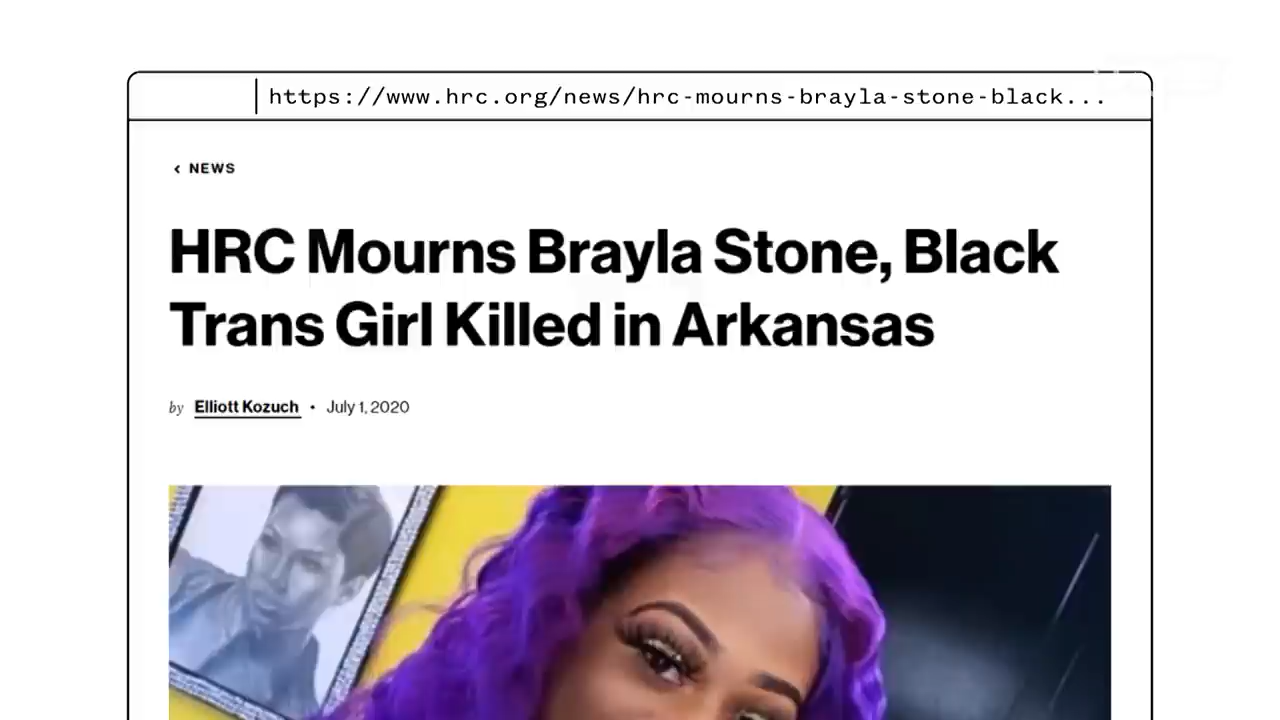 https://www.hrc.org/news/hrc-mourns-brayla-stone-black...
‹ NEWS
HRC Mourns Brayla Stone, Black
Trans Girl Killed in Arkansas
by Elliott Kozuch • July 1, 2020